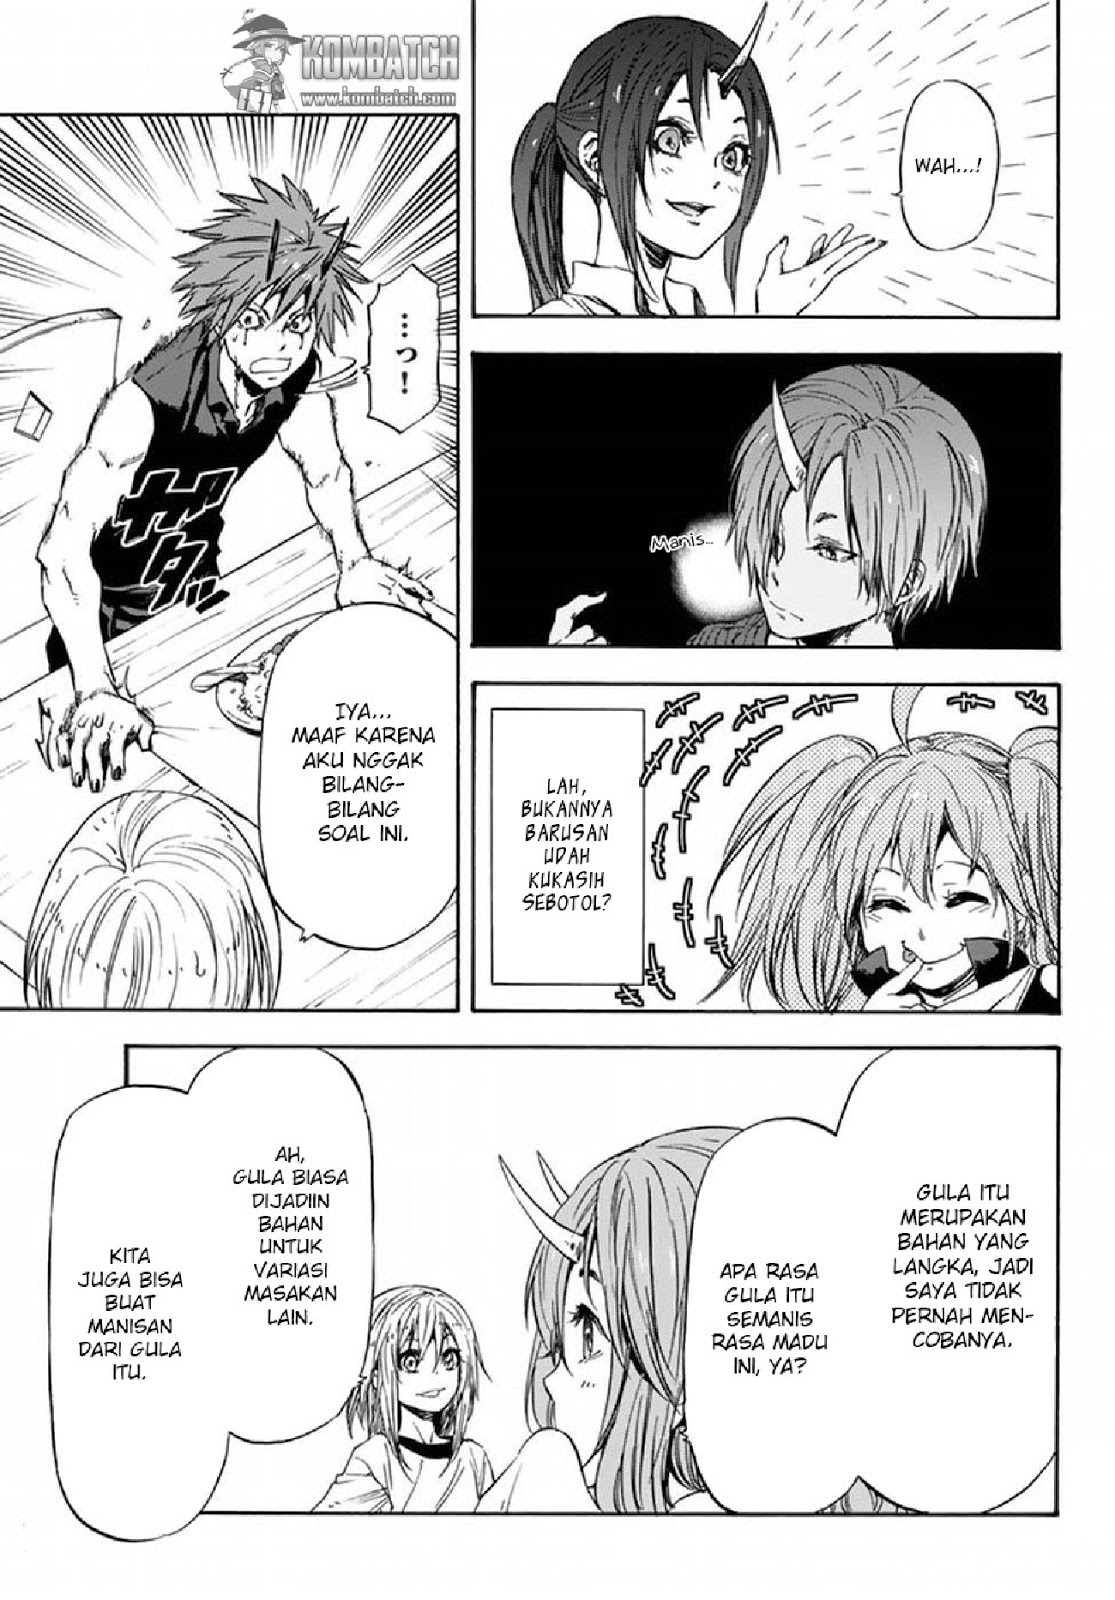 KOMBATCH
www.kombatch.com
WAH...!
Manis...
LAH,
BUKANNYA
BARUSAN
UDAH
KUKASIH
SEBOTOL?
…っ!
ガタッ
IYA...
MAAF KARENA
AKU NGGAK
BILANG-
BILANG
SOAL INI.
GULA ITU
MERUPAKAN
BAHAN YANG
LANGKA, JADI
SAYA TIDAK
PERNAH MEN-
COBANYA.
APA RASA
GULA ITU
SEMANIS
RASA MADU
INI, YA?
AH,
GULA BIASA
DIJADIIN
BAHAN
UNTUK
VARIASI
MASAKAN
LAIN.
KITA
JUGA BISA
BUAT
MANISAN
DARI GULA
ITU.